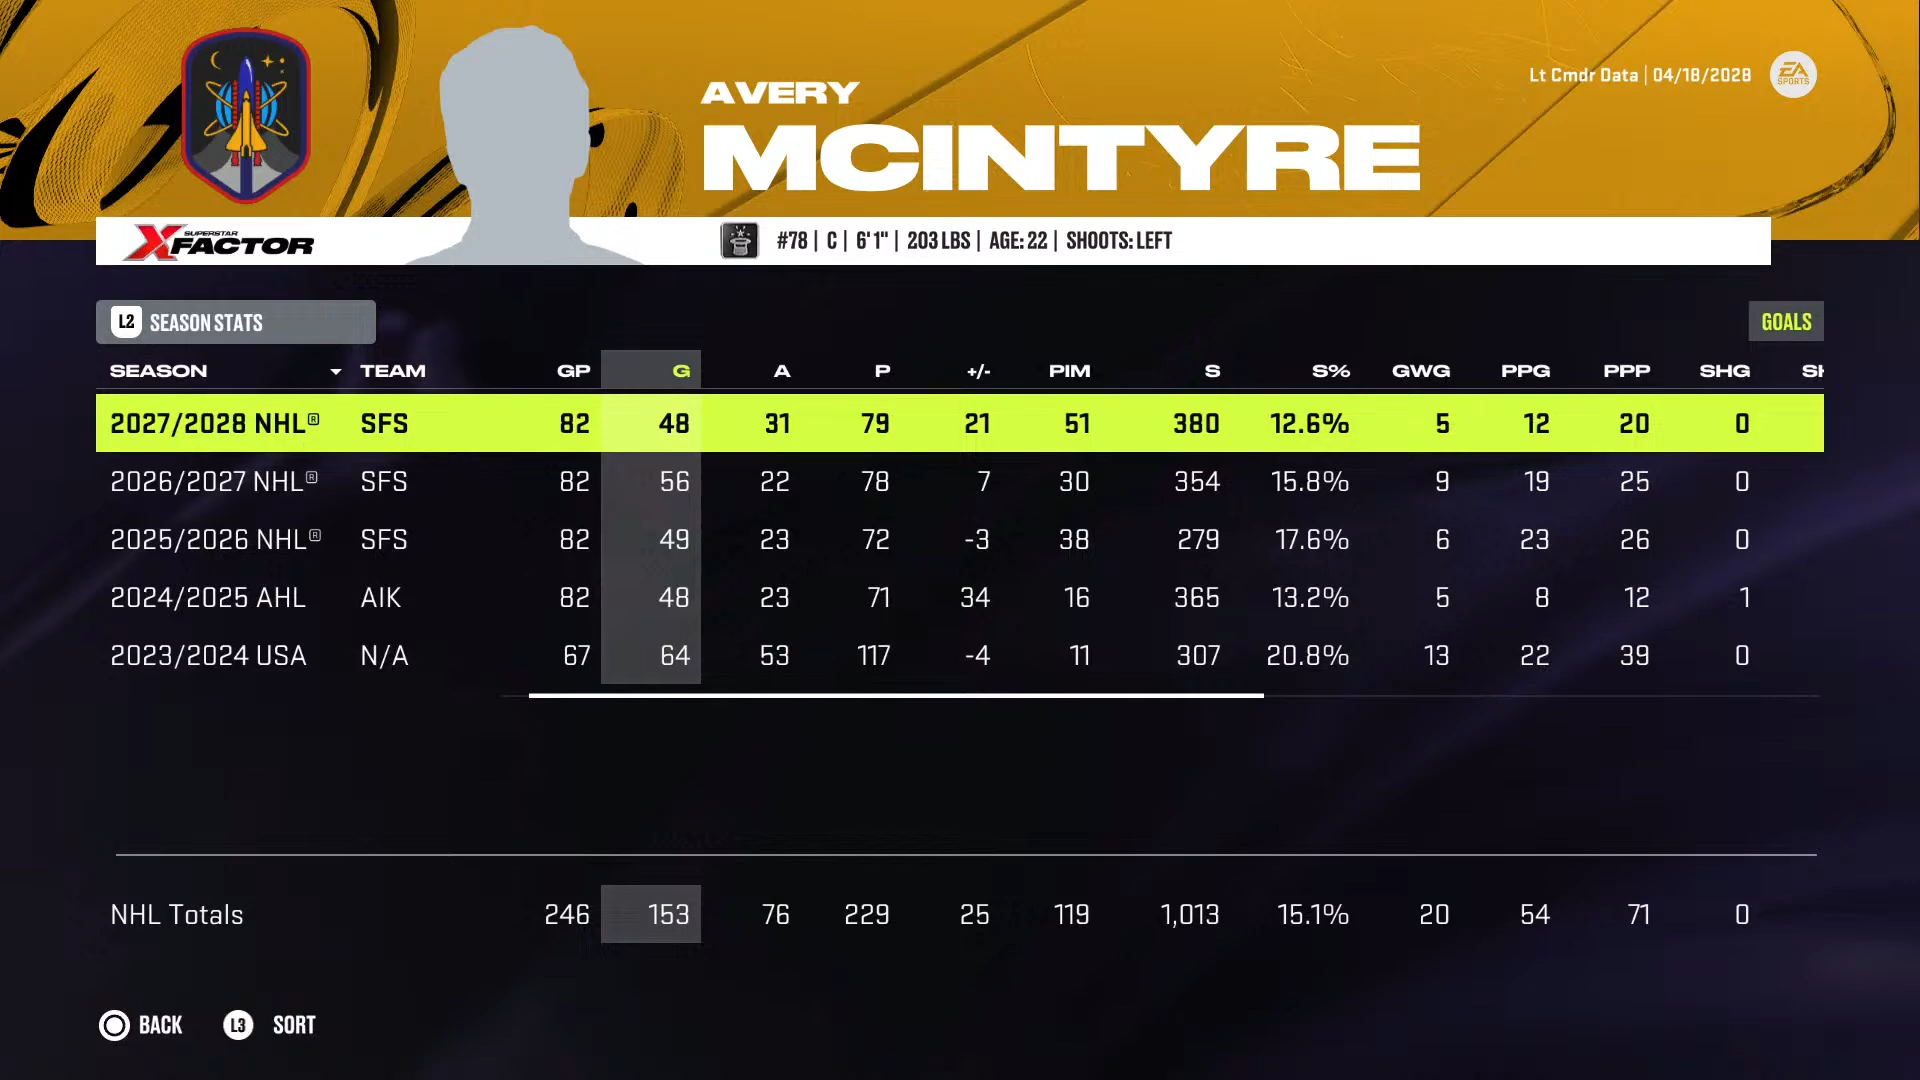 AVERY
MCINTYRE
Lt Cmdr Data | 04/18/2028
EA SPORTS
SUPERSTAR
XFACTOR
#78 | C | 6'1" | 203 LBS | AGE: 22 | SHOOTS: LEFT
L2 SEASON STATS
GOALS
SEASON TEAM GP G A P +/- PIM S S% GWG PPG PPP SHG
2027/2028 NHL® SFS 82 48 31 79 21 51 380 12.6% 5 12 20 0
2026/2027 NHL® SFS 82 56 22 78 7 30 354 15.8% 9 19 25 0
2025/2026 NHL® SFS 82 49 23 72 -3 38 279 17.6% 6 23 26 0
2024/2025 AHL AIK 82 48 23 71 34 16 365 13.2% 5 8 12 1
2023/2024 USA N/A 67 64 53 117 -4 11 307 20.8% 13 22 39 0
NHL Totals 246 153 76 229 25 119 1,013 15.1% 20 54 71 0
BACK L3 SORT